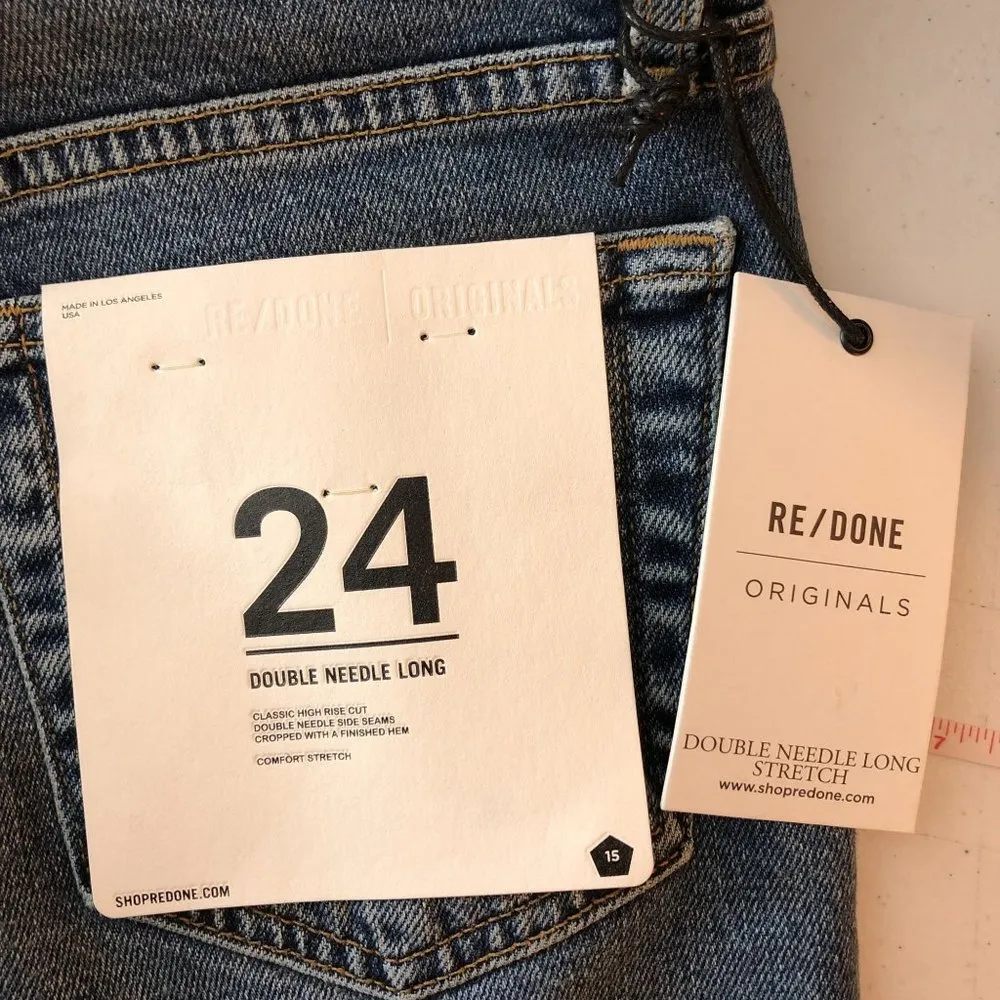 MADE IN LOS ANGELES
USA
RE/DONE | ORIGINALS
24
DOUBLE NEEDLE LONG
CLASSIC HIGH RISE CUT
DOUBLE NEEDLE SIDE SEAMS
CROPPED WITH A FINISHED HEM
COMFORT STRETCH
SHOPREDONE.COM
15
RE/DONE
ORIGINALS
DOUBLE NEEDLE LONG
STRETCH
www.shopredone.com
7